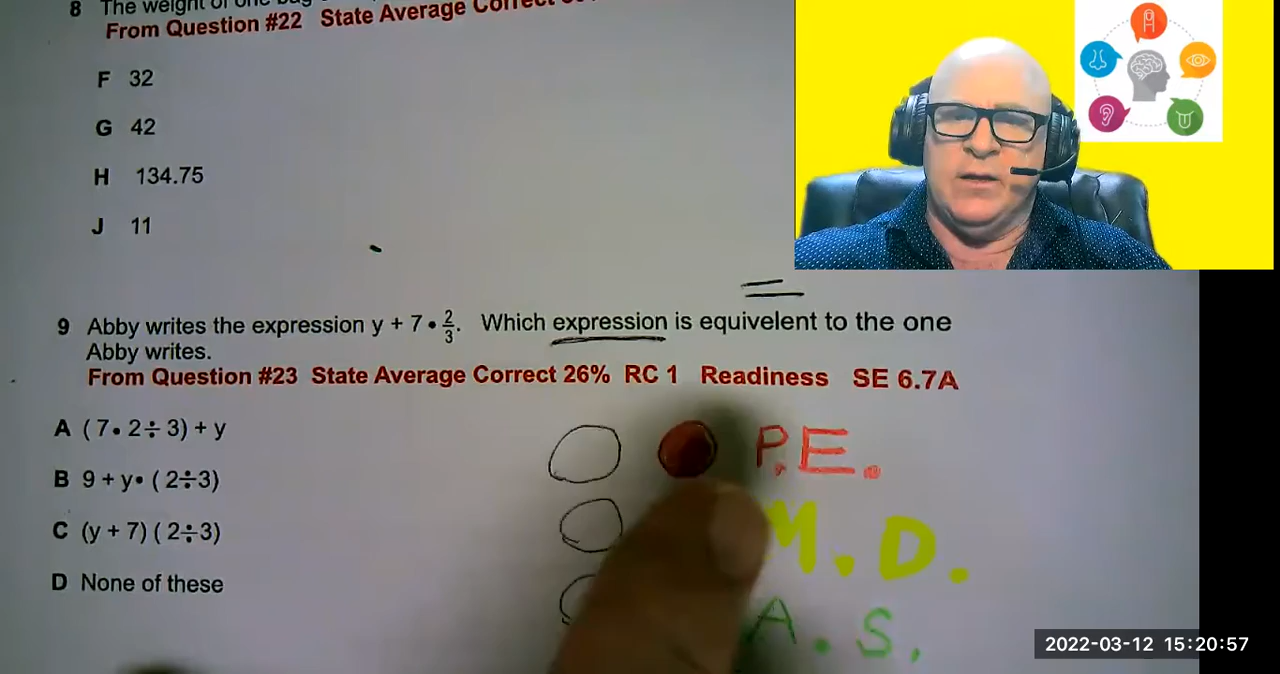 8 The weight of one bag
From Question #22 State Average Correct
F 32
G 42
H 134.75
J 11
9 Abby writes the expression y + 7 • 2/3. Which expression is equivelent to the one
Abby writes.
From Question #23 State Average Correct 26% RC 1 Readiness SE 6.7A
A ( 7 • 2 ÷ 3) + y
B 9 + y • ( 2÷3)
C (y + 7) ( 2÷3)
D None of these
P.E.
M.D.
A.S.
2022-03-12 15:20:57